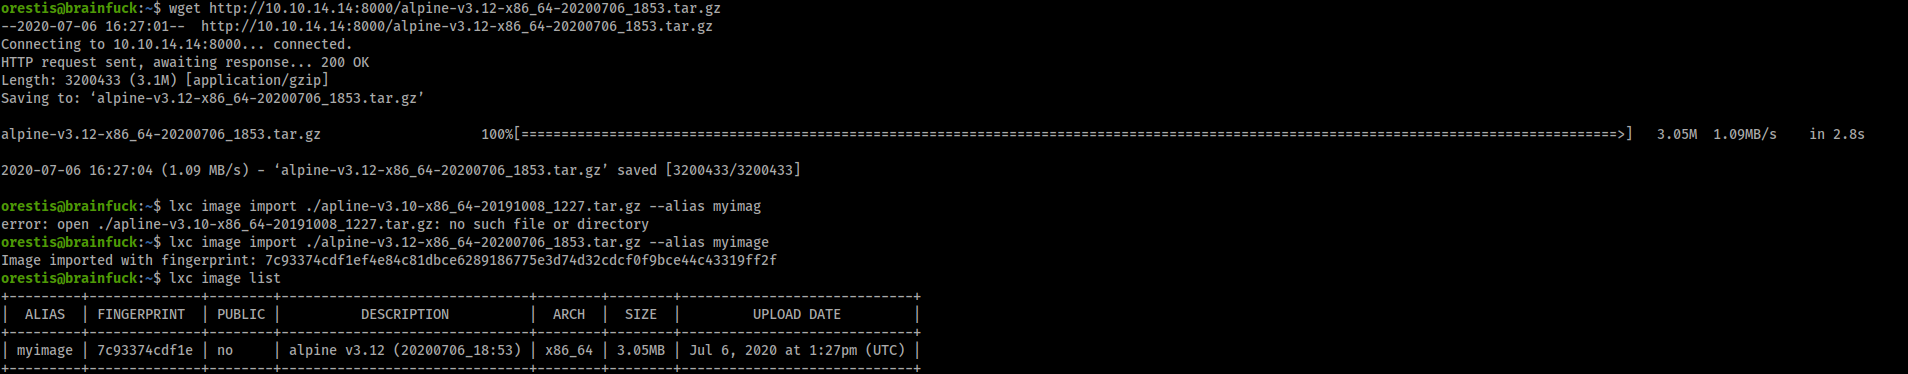 orestis@brainfuck:~$ wget http://10.10.14.14:8000/alpine-v3.12-x86_64-20200706_1853.tar.gz
--2020-07-06 16:27:01--  http://10.10.14.14:8000/alpine-v3.12-x86_64-20200706_1853.tar.gz
Connecting to 10.10.14.14:8000... connected.
HTTP request sent, awaiting response... 200 OK
Length: 3200433 (3.1M) [application/gzip]
Saving to: ‘alpine-v3.12-x86_64-20200706_1853.tar.gz’
alpine-v3.12-x86_64-20200706_1853.tar.gz 100%[=========================================================================================================================================>] 3.05M 1.09MB/s in 2.8s
2020-07-06 16:27:04 (1.09 MB/s) - ‘alpine-v3.12-x86_64-20200706_1853.tar.gz’ saved [3200433/3200433]
orestis@brainfuck:~$ lxc image import ./apline-v3.10-x86_64-20191008_1227.tar.gz --alias myimag
error: open ./apline-v3.10-x86_64-20191008_1227.tar.gz: no such file or directory
orestis@brainfuck:~$ lxc image import ./alpine-v3.12-x86_64-20200706_1853.tar.gz --alias myimage
Image imported with fingerprint: 7c93374cdf1ef4e84c81dbce6289186775e3d74d32cdcf0f9bce44c43319ff2f
orestis@brainfuck:~$ lxc image list
+---------+--------------+--------+-------------------------------+--------+--------+-----------------------------+
|  ALIAS  | FINGERPRINT  | PUBLIC |          DESCRIPTION          |  ARCH  |  SIZE  |         UPLOAD DATE         |
+---------+--------------+--------+-------------------------------+--------+--------+-----------------------------+
| myimage | 7c93374cdf1e | no     | alpine v3.12 (20200706_18:53) | x86_64 | 3.05MB | Jul 6, 2020 at 1:27pm (UTC) |
+---------+--------------+--------+-------------------------------+--------+--------+-----------------------------+